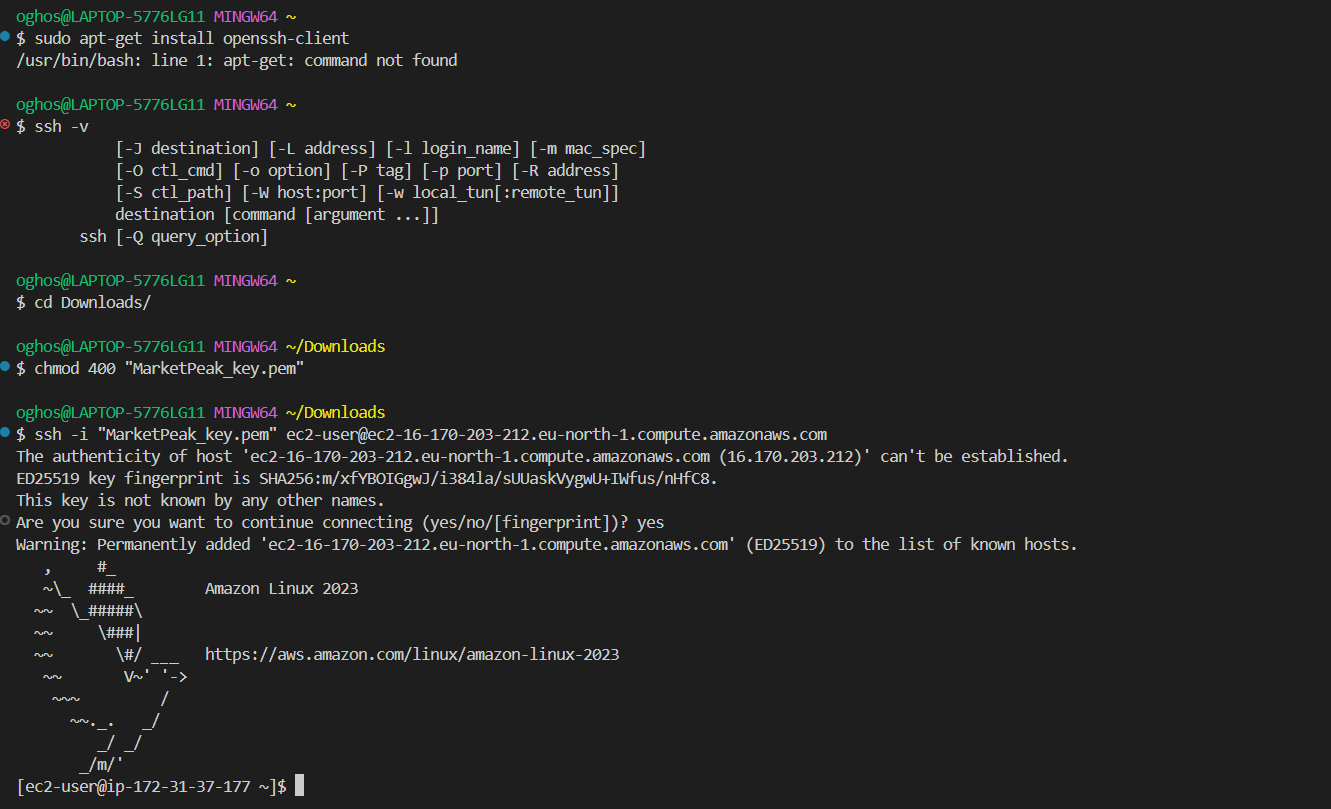 oghos@LAPTOP-5776LG11 MINGW64 ~
$ sudo apt-get install openssh-client
/usr/bin/bash: line 1: apt-get: command not found

oghos@LAPTOP-5776LG11 MINGW64 ~
$ ssh -v
           [-J destination] [-L address] [-l login_name] [-m mac_spec]
           [-O ctl_cmd] [-o option] [-P tag] [-p port] [-R address]
           [-S ctl_path] [-W host:port] [-w local_tun[:remote_tun]]
           destination [command [argument ...]]
       ssh [-Q query_option]

oghos@LAPTOP-5776LG11 MINGW64 ~
$ cd Downloads/

oghos@LAPTOP-5776LG11 MINGW64 ~/Downloads
$ chmod 400 "MarketPeak_key.pem"

oghos@LAPTOP-5776LG11 MINGW64 ~/Downloads
$ ssh -i "MarketPeak_key.pem" ec2-user@ec2-16-170-203-212.eu-north-1.compute.amazonaws.com
The authenticity of host 'ec2-16-170-203-212.eu-north-1.compute.amazonaws.com (16.170.203.212)' can't be established.
ED25519 key fingerprint is SHA256:m/xfYBOIGgwJ/i384la/sUUaskVygwU+IWfus/nHfC8.
This key is not known by any other names.
Are you sure you want to continue connecting (yes/no/[fingerprint])? yes
Warning: Permanently added 'ec2-16-170-203-212.eu-north-1.compute.amazonaws.com' (ED25519) to the list of known hosts.
   ,     #_
   ~\_  ####_        Amazon Linux 2023
  ~~  \_#####\
  ~~     \###|
  ~~       \#/ ___   https://aws.amazon.com/linux/amazon-linux-2023
   ~~       V~' '->
    ~~~         /
      ~~._.   _/
         _/ _/
       _/m/'
[ec2-user@ip-172-31-37-177 ~]$